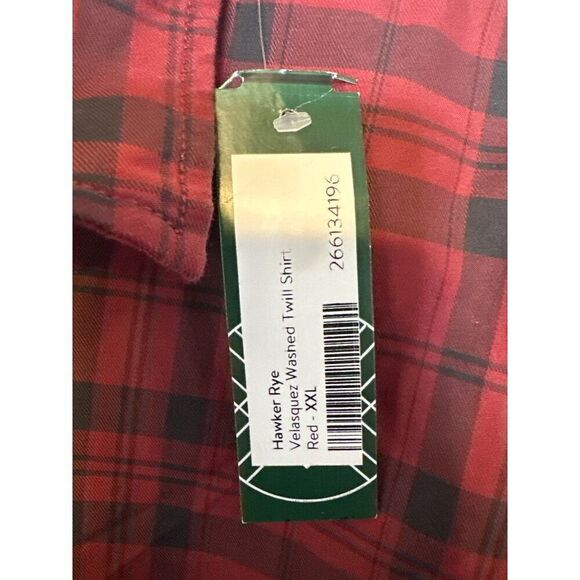 Hawker Rye
Velasquez Washed Twill Shirt,
Red - XXL
266134196